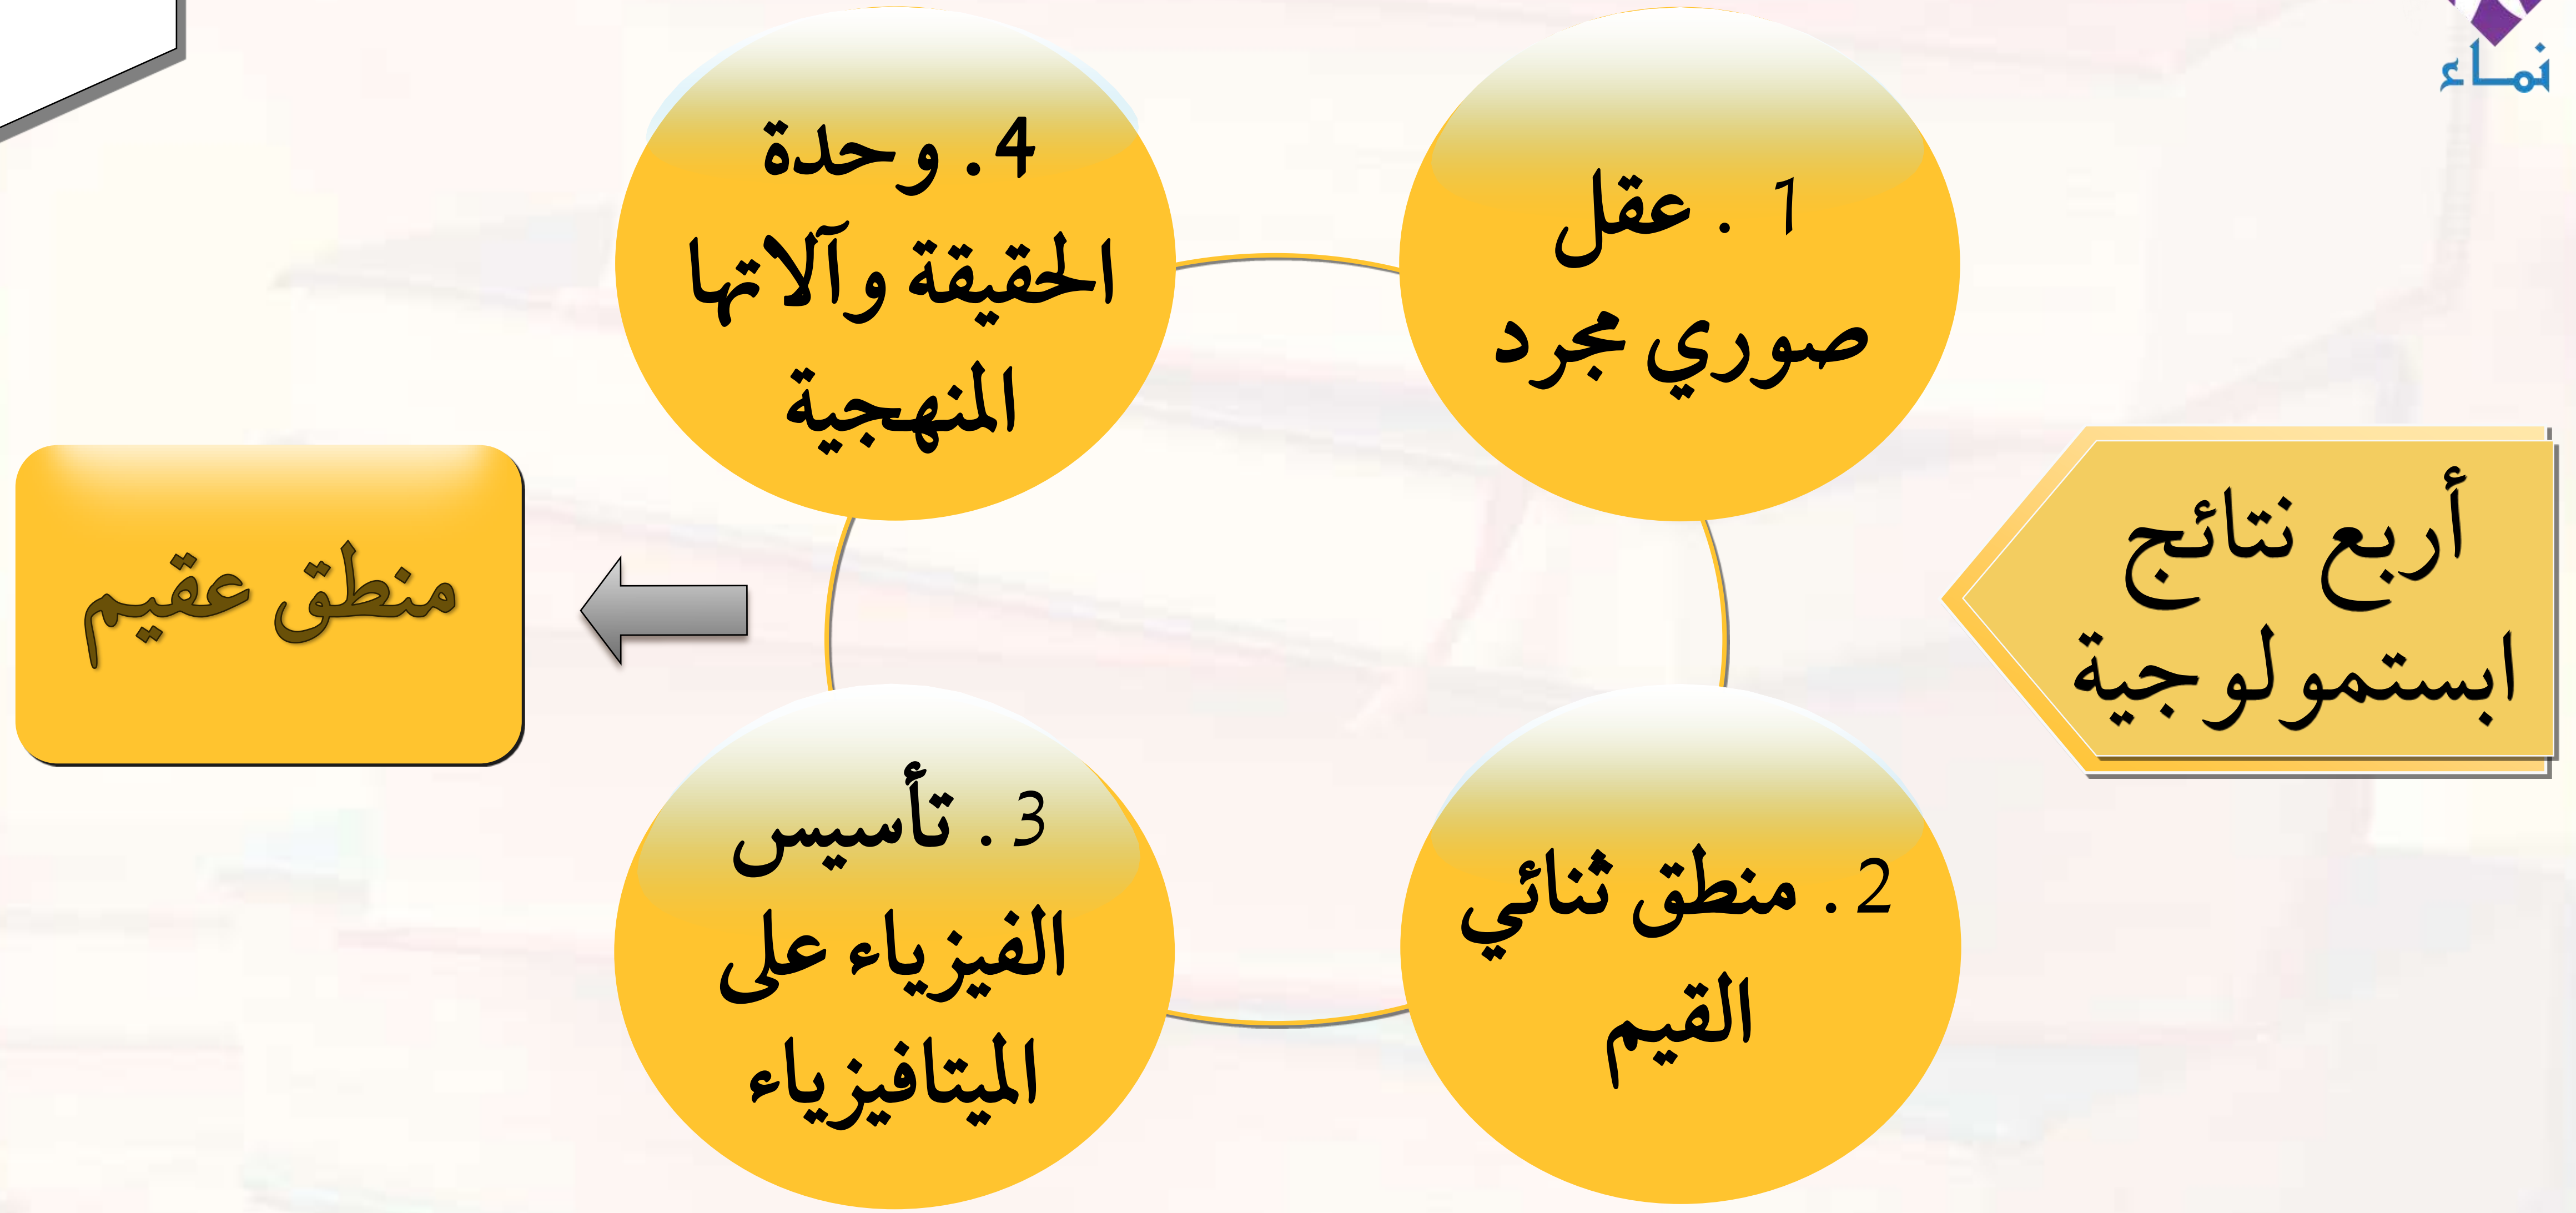 نماء
أربع نتائج
ابستمولوجية
1 . عقل
صوري مجرد
2. منطق ثنائي
القيم
3. تأسيس
الفيزياء على
الميتافيزياء
4. وحدة
الحقيقة وآلاتها
المنهجية
منطق عقيم